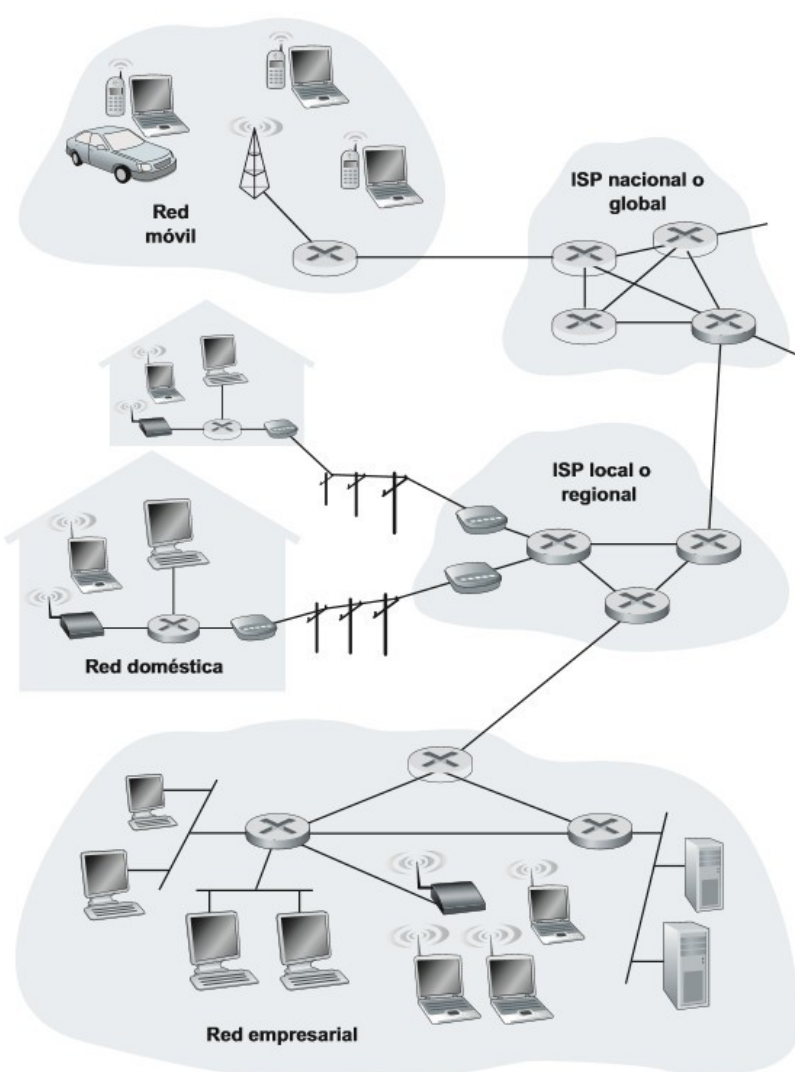 Red
móvil
ISP nacional o
global
ISP local o
regional
Red doméstica
Red empresarial